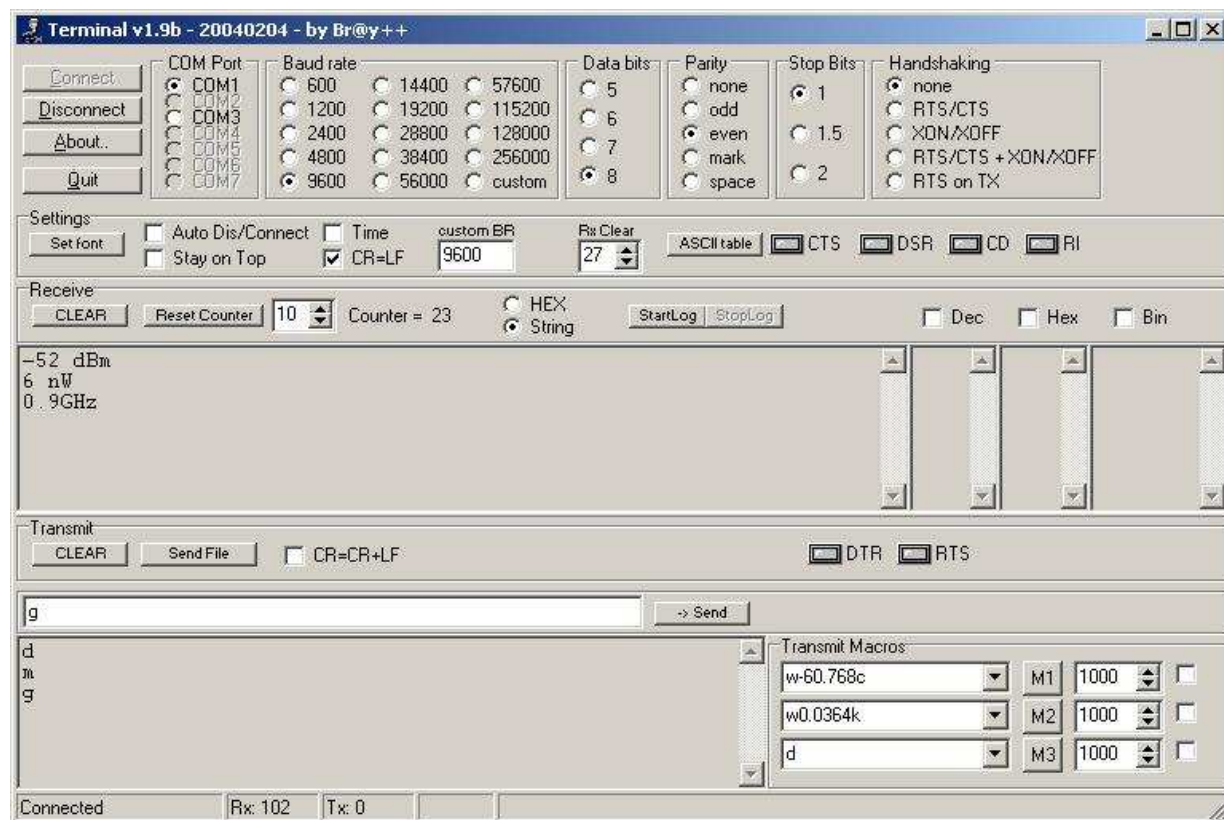 Terminal v1.9b - 20040204 - by Br@y++
Connect
Disconnect
About..
Quit
COM Port
COM1
COM2
COM3
COM4
COM5
COM6
COM7
Baud rate
600 14400 57600
1200 19200 115200
2400 28800 128000
4800 38400 256000
9600 56000 custom
Data bits
5
6
7
8
Parity
none
odd
even
mark
space
Stop Bits
1
1.5
2
Handshaking
none
RTS/CTS
XON/XOFF
RTS/CTS + XON/XOFF
RTS on TX
Settings
Set font
Auto Dis/Connect Time
Stay on Top CR=LF
custom BR
9600
Rx Clear
27
ASCII table CTS DSR CD RI
Receive
CLEAR Reset Counter 10 Counter = 23
HEX
String
StartLog StopLog Dec Hex Bin
-52 dBm
6 nW
0.9GHz
Transmit
CLEAR Send File CR=CR+LF DTR RTS
g -> Send
d
m
g
Transmit Macros
w-60.768c M1 1000
w0.0364k M2 1000
d M3 1000
Connected Rx: 102 Tx: 0